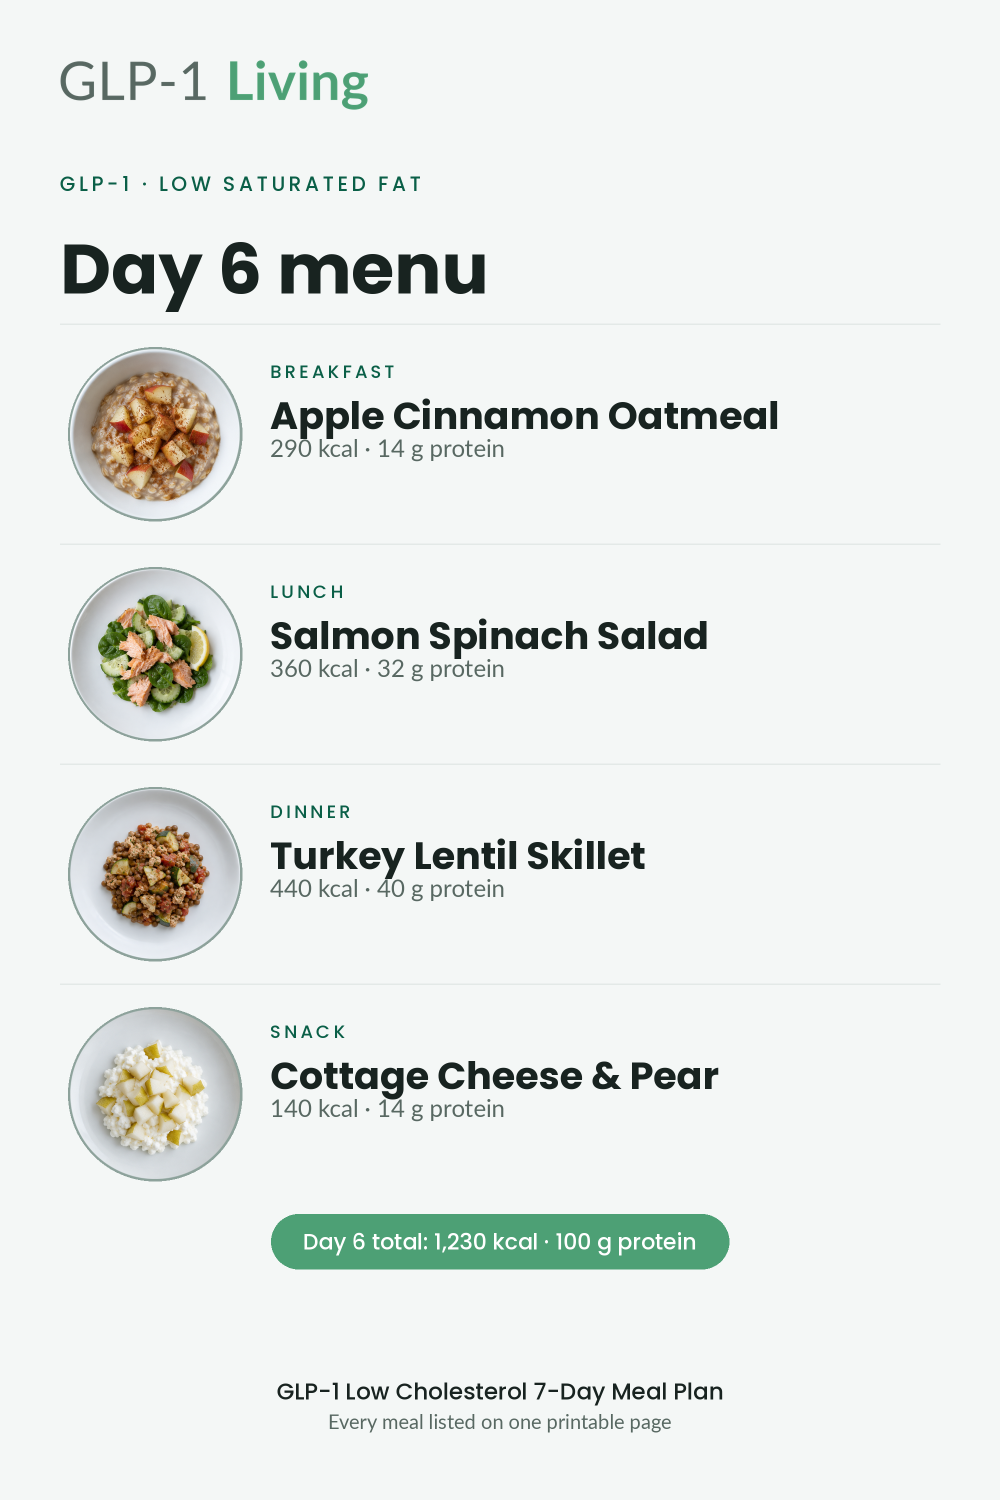 GLP-1 Living
GLP-1 · LOW SATURATED FAT
Day 6 menu
BREAKFAST
Apple Cinnamon Oatmeal
290 kcal · 14 g protein
LUNCH
Salmon Spinach Salad
360 kcal · 32 g protein
DINNER
Turkey Lentil Skillet
440 kcal · 40 g protein
SNACK
Cottage Cheese & Pear
140 kcal · 14 g protein
Day 6 total: 1,230 kcal · 100 g protein
GLP-1 Low Cholesterol 7-Day Meal Plan
Every meal listed on one printable page